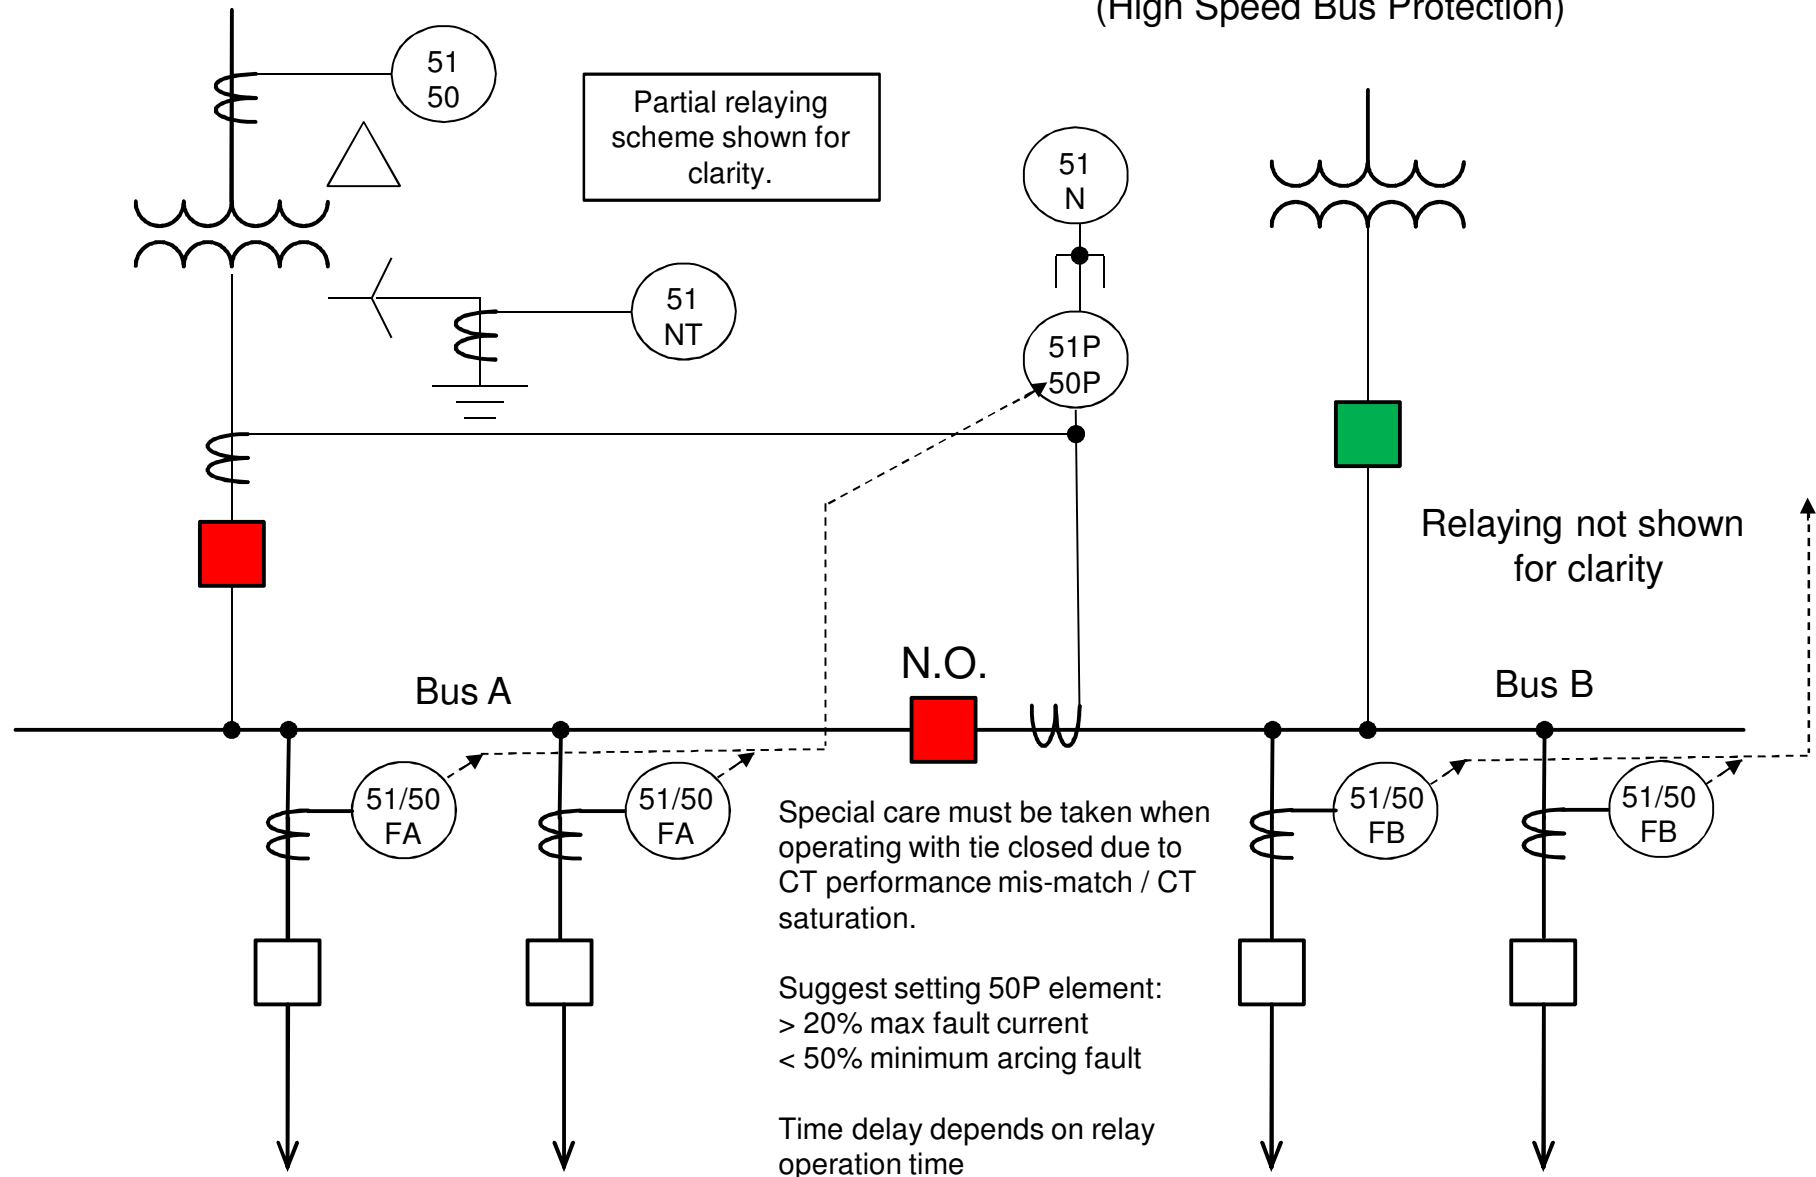 (High Speed Bus Protection)
51
50
Partial relaying
scheme shown for
clarity.
51
N
51
NT
51P
50P
Relaying not shown
for clarity
N.O.
Bus A
Bus B
51/50
FA
51/50
FA
51/50
FB
51/50
FB
Special care must be taken when
operating with tie closed due to
CT performance mis-match / CT
saturation.
Suggest setting 50P element:
> 20% max fault current
< 50% minimum arcing fault
Time delay depends on relay
operation time